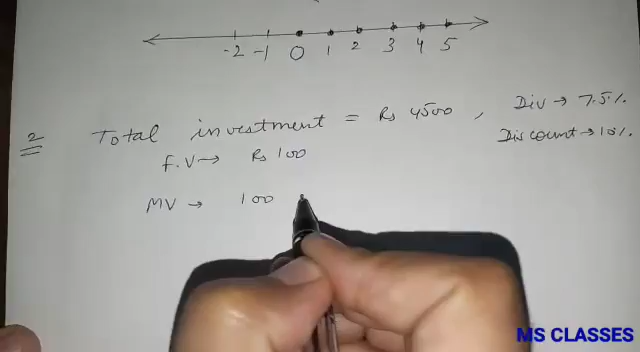 -2 -1 0 1 2 3 4 5
2 Total investment = Rs 4500, Div → 7.5%
Discount → 10%
F.V → Rs 100
MV → 100
MS CLASSES